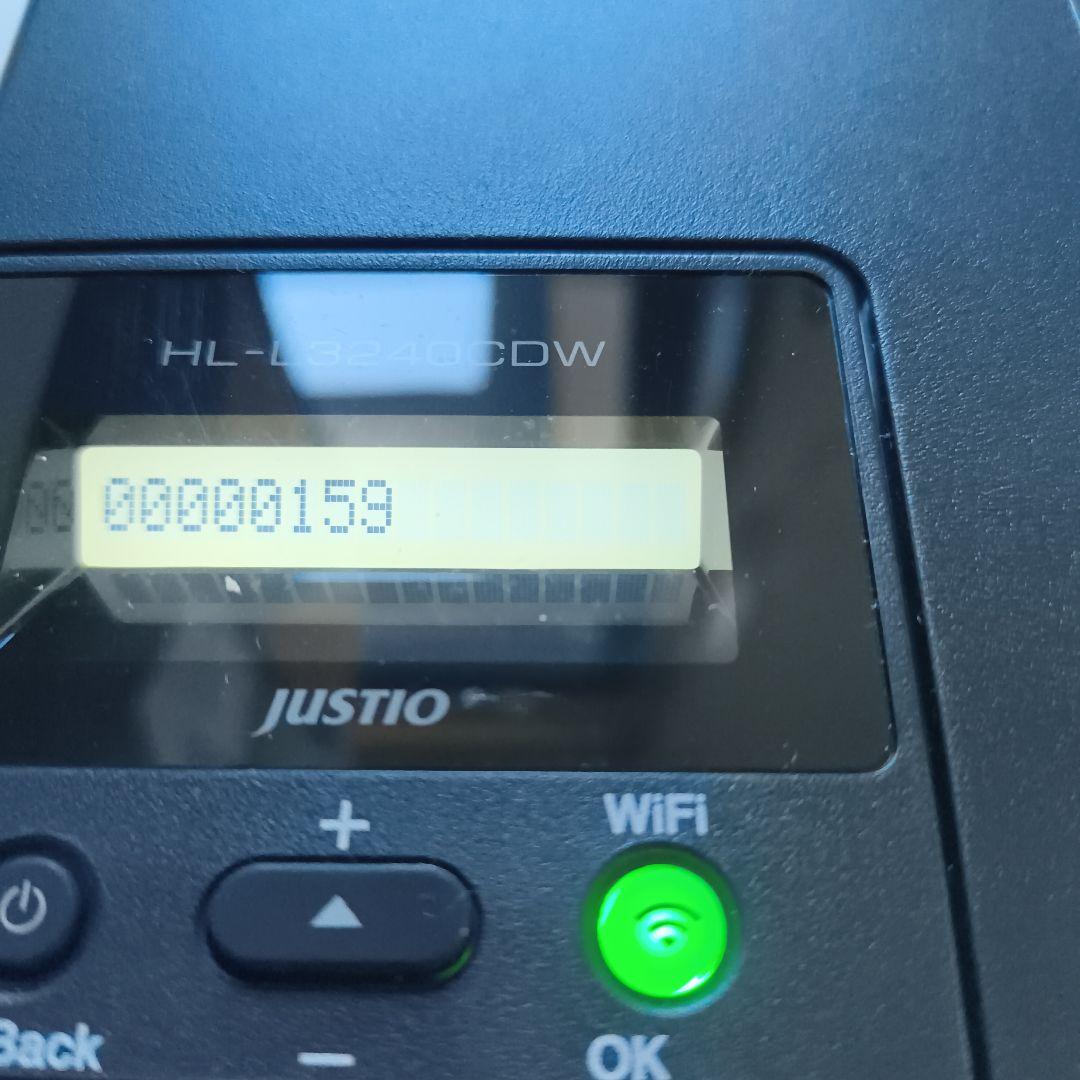 HL-L3240CDW
00000159
JUSTIO
+
WiFi
Back
−
OK